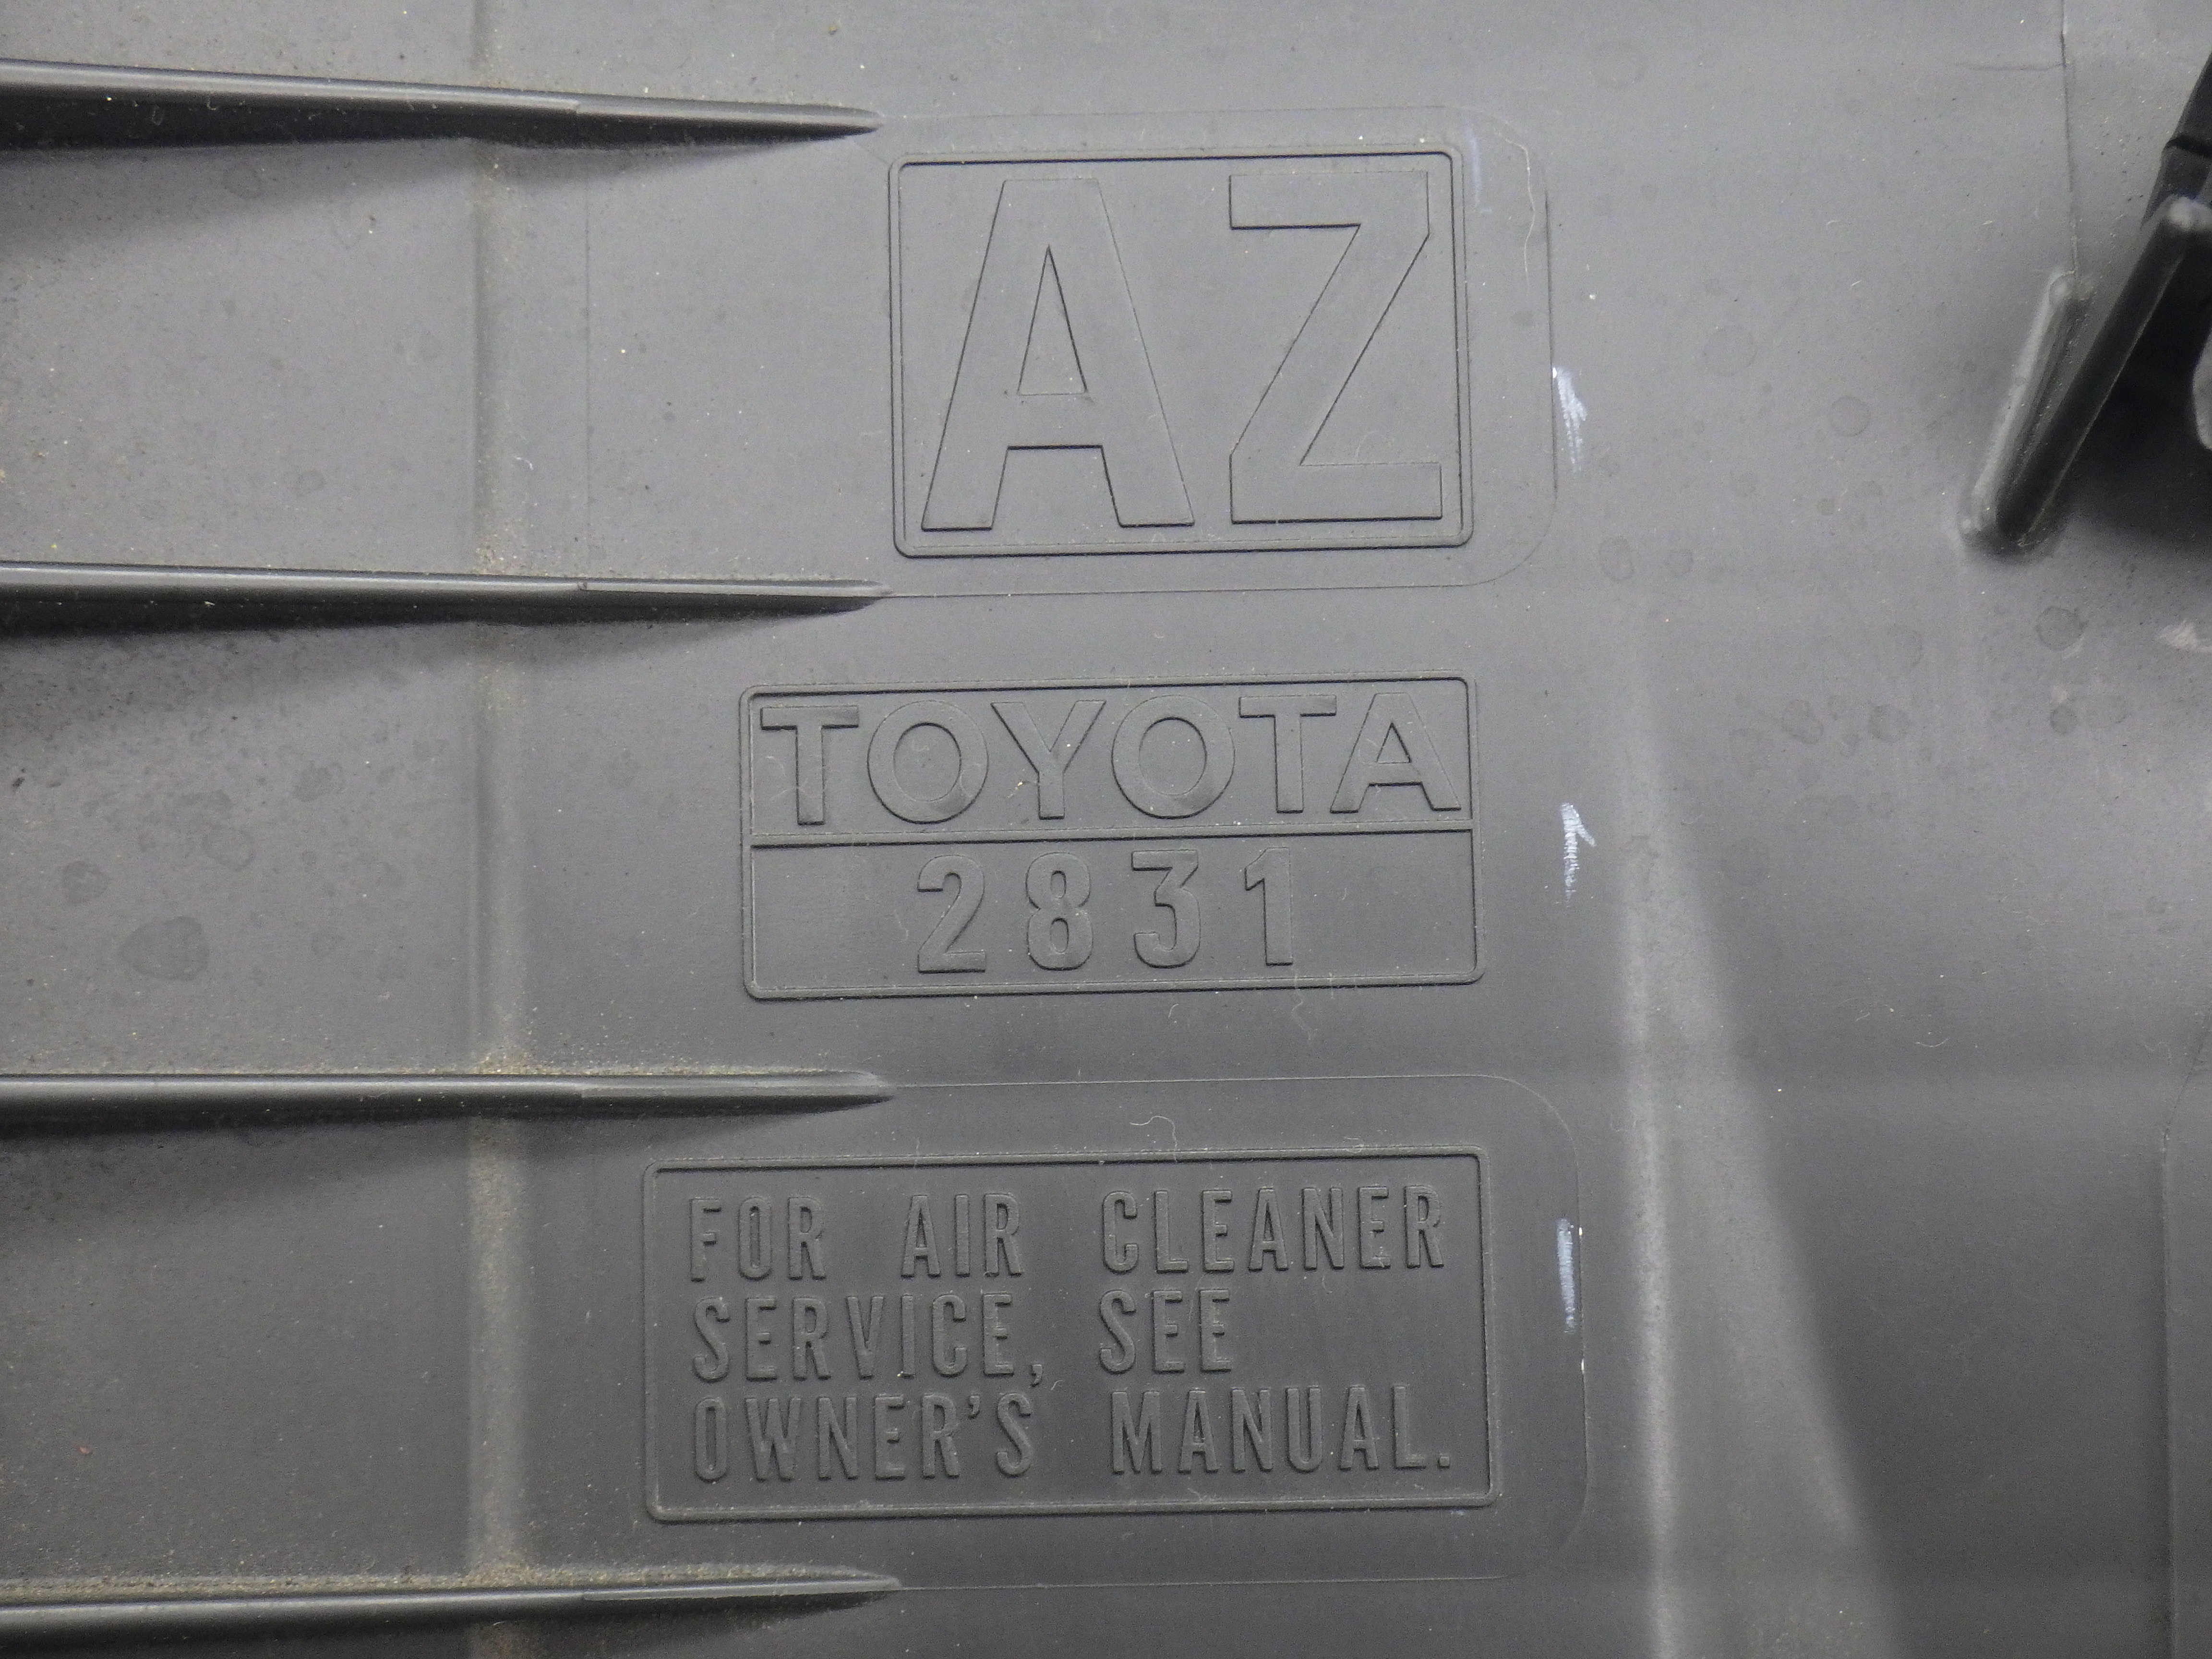 AZ
TOYOTA
2831
FOR AIR CLEANER
SERVICE, SEE
OWNER'S MANUAL.